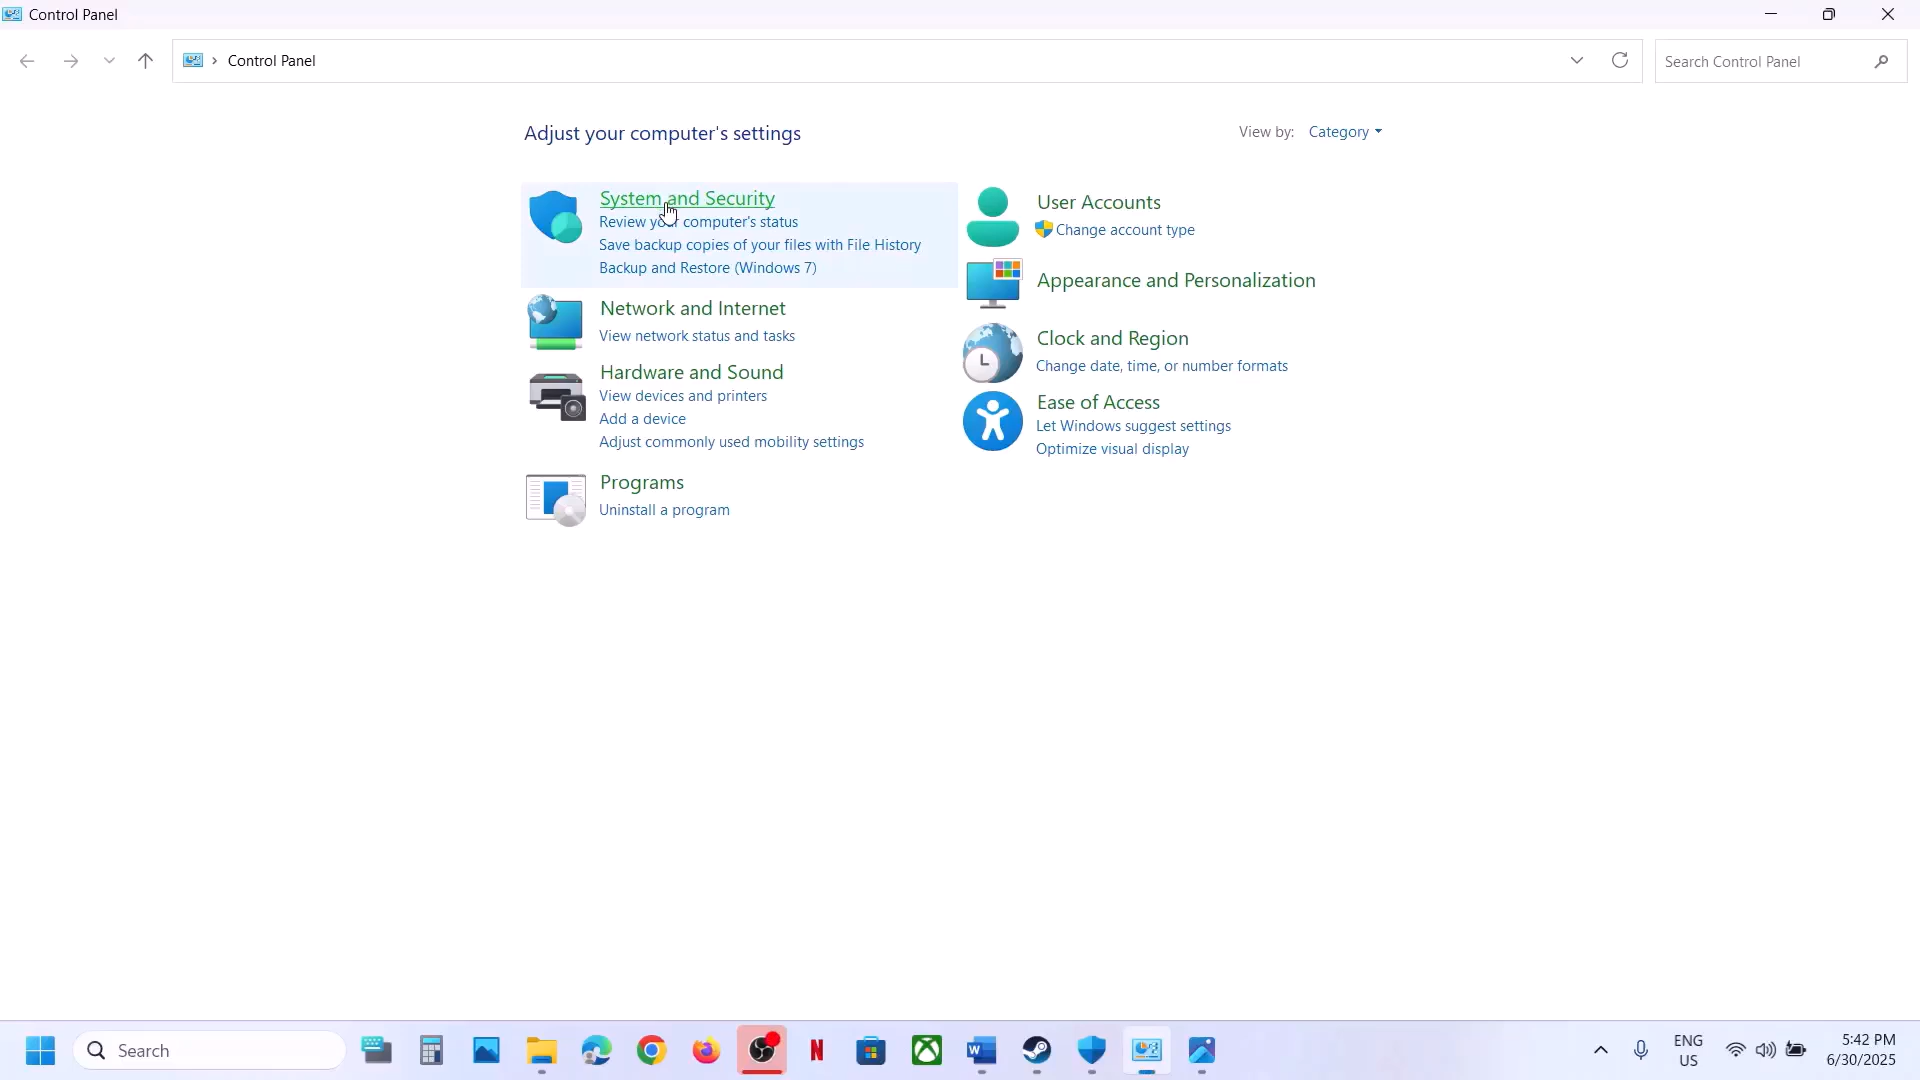 Control Panel
Control Panel
Search Control Panel
Adjust your computer's settings
View by: Category
System and Security
Review your computer's status
Save backup copies of your files with File History
Backup and Restore (Windows 7)
Network and Internet
View network status and tasks
Hardware and Sound
View devices and printers
Add a device
Adjust commonly used mobility settings
Programs
Uninstall a program
User Accounts
Change account type
Appearance and Personalization
Clock and Region
Change date, time, or number formats
Ease of Access
Let Windows suggest settings
Optimize visual display
Search
ENG
US
5:42 PM
6/30/2025